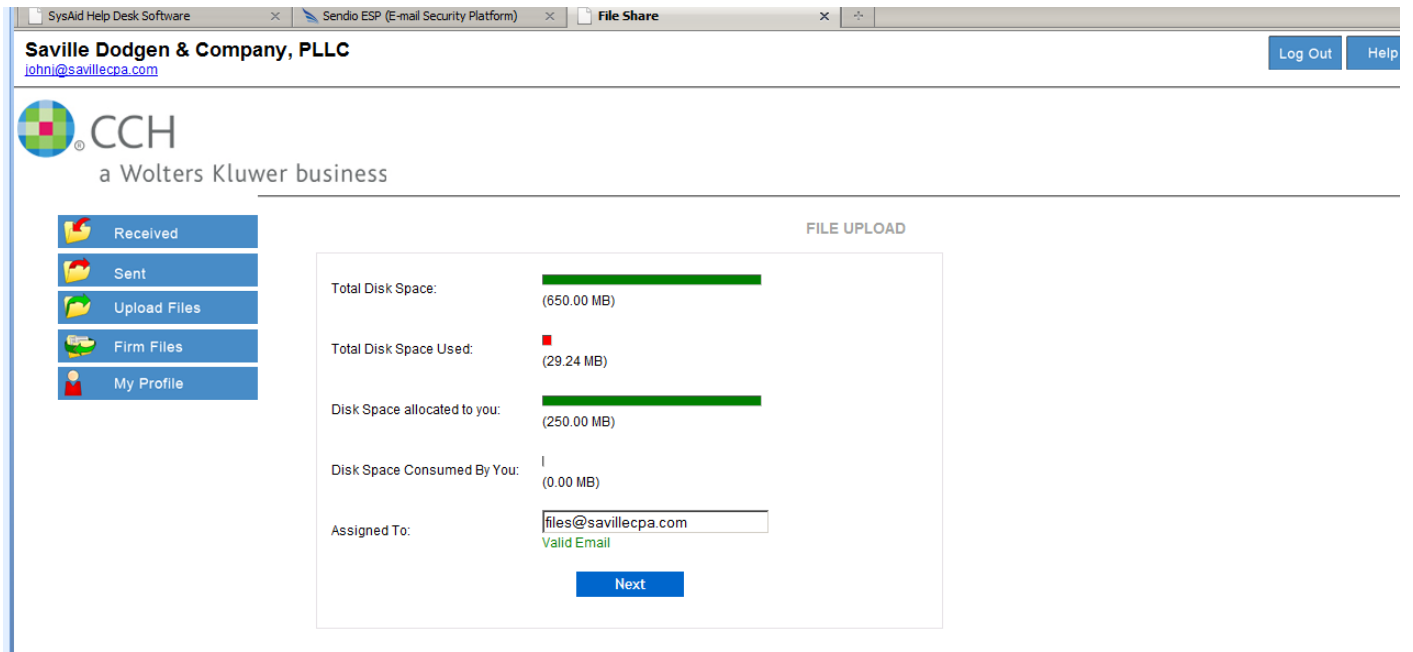 SysAid Help Desk Software × Sendio ESP (E-mail Security Platform) × File Share ×
Saville Dodgen & Company, PLLC
johnj@savillecpa.com
Log Out Help
CCH ®
a Wolters Kluwer business
Received
Sent
Upload Files
Firm Files
My Profile
FILE UPLOAD
Total Disk Space:
(650.00 MB)
Total Disk Space Used:
(29.24 MB)
Disk Space allocated to you:
(250.00 MB)
Disk Space Consumed By You:
(0.00 MB)
Assigned To: files@savillecpa.com
Valid Email
Next